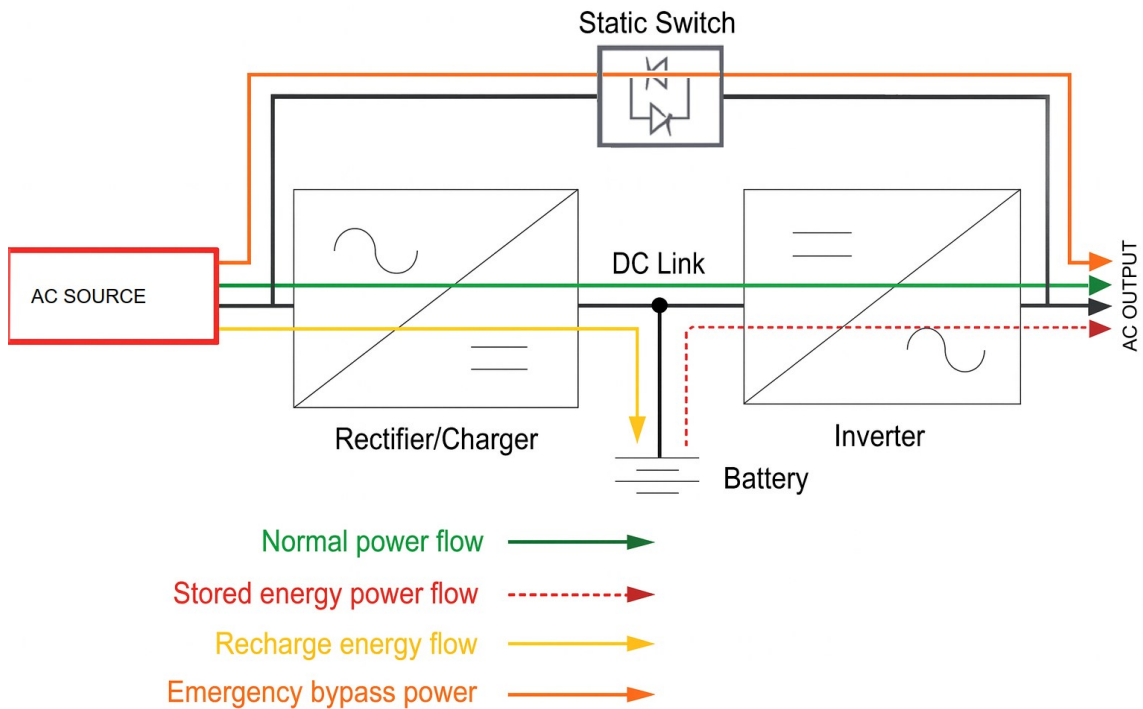 Static Switch
AC SOURCE
DC Link
AC OUTPUT
Rectifier/Charger
Inverter
Battery
Normal power flow
Stored energy power flow
Recharge energy flow
Emergency bypass power